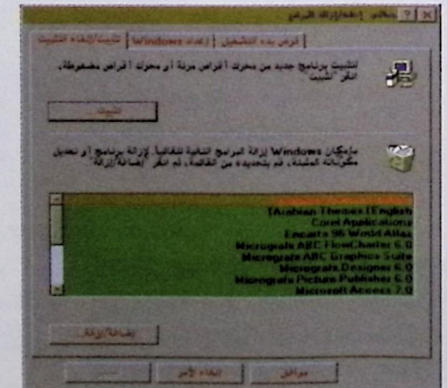 خصائص إضافة/إزالة البرامج
تثبيت/إلغاء التثبيت
إعداد Windows
قرص بدء التشغيل
لتثبيت برنامج جديد من محرك أقراص مرنة أو محرك أقراص مضغوطة،
انقر "تثبيت"
تثبيت...
بإمكان Windows إزالة البرامج التالية تلقائياً. لإزالة برنامج أو تعديل
مكوناته المثبتة، قم بتحديده من القائمة، ثم انقر "إضافة/إزالة"
(Arabian Themes (English
Corel Applications
Encarta 96 World Atlas
Micrografx ABC FlowCharter 6.0
Micrografx ABC Graphics Suite
Micrografx Designer 6.0
Micrografx Picture Publisher 6.0
Microsoft Access 7.0
إضافة/إزالة...
موافق
إلغاء الأمر